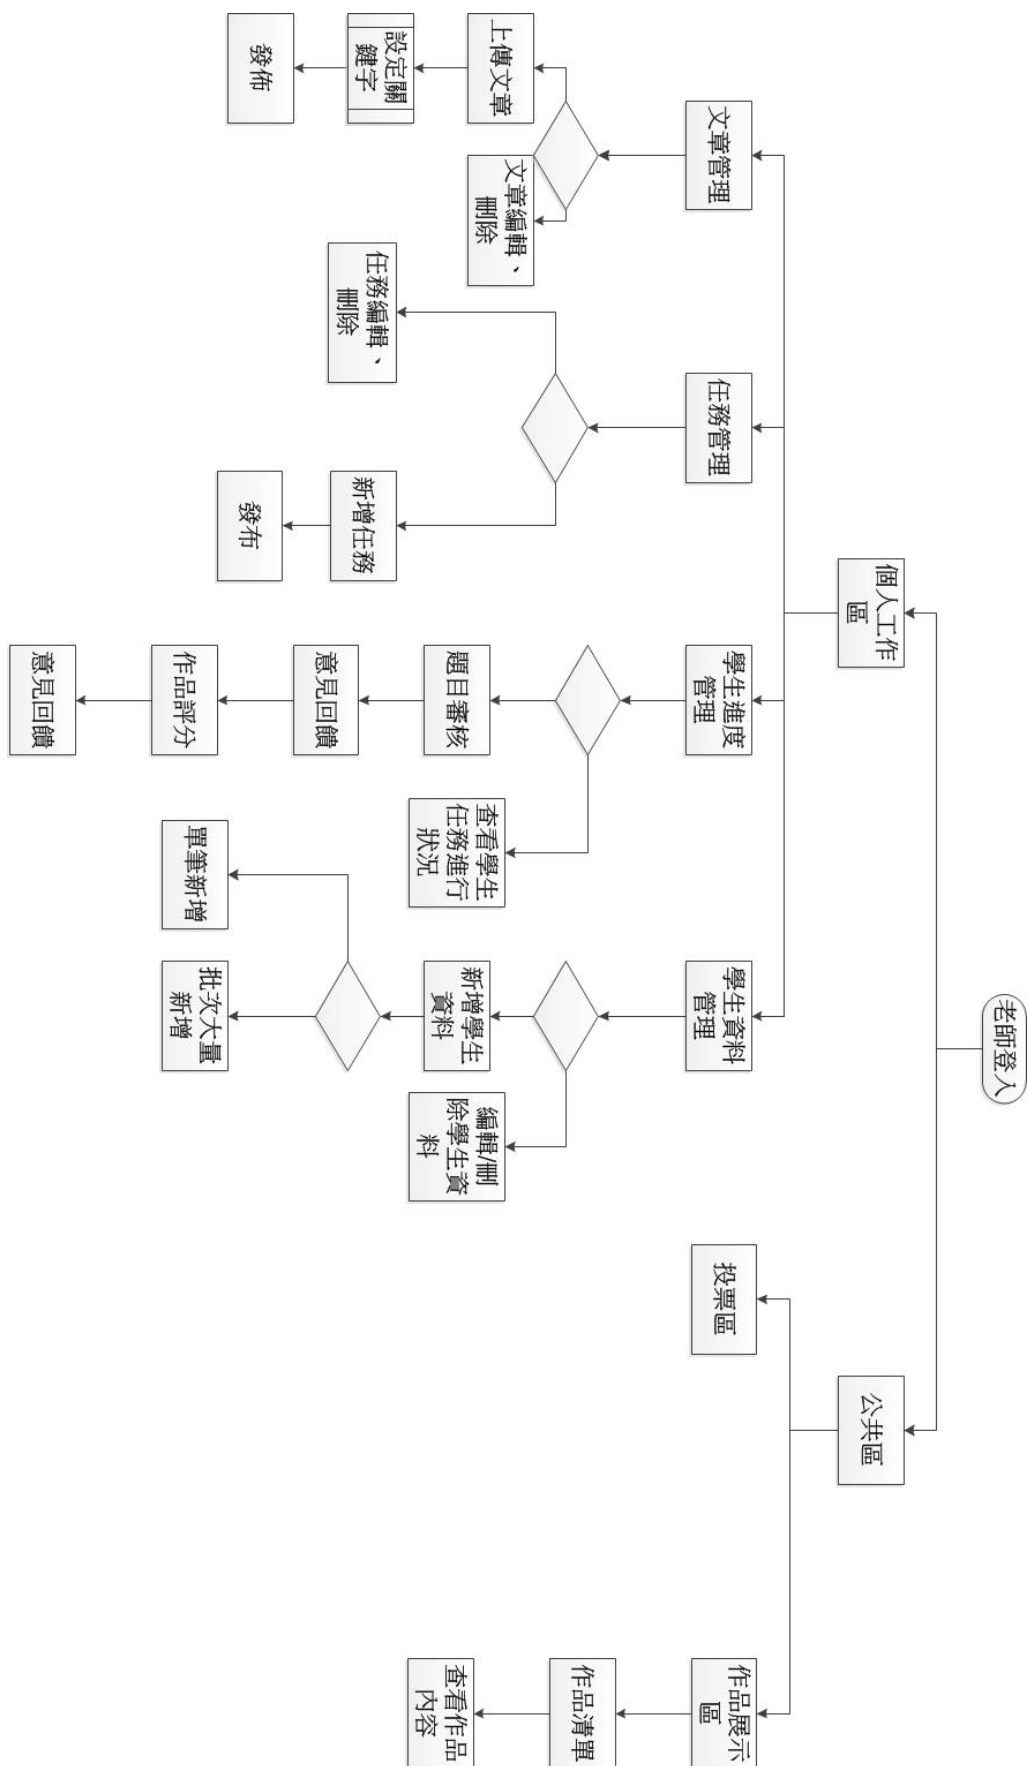 老師登入
個人工作
區
公共區
文章管理
任務管理
學生進度
管理
學生資料
管理
投票區
作品展示
區
上傳文章
文章編輯、
刪除
設定關
鍵字
發佈
任務編輯、
刪除
新增任務
發布
題目審核
意見回饋
作品評分
意見回饋
查看學生
任務進行
狀況
新增學生
資料
編輯/刪
除學生資
料
單筆新增
批次大量
新增
作品清單
查看作品
內容